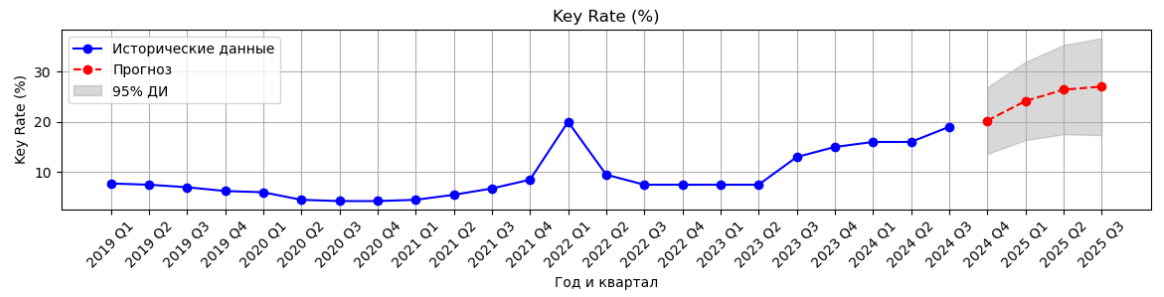 Key Rate (%)
Исторические данные
Прогноз
95% ДИ
Key Rate (%)
30
20
10
2019 Q1
2019 Q2
2019 Q3
2019 Q4
2020 Q1
2020 Q2
2020 Q3
2020 Q4
2021 Q1
2021 Q2
2021 Q3
2021 Q4
2022 Q1
2022 Q2
2022 Q3
2022 Q4
2023 Q1
2023 Q2
2023 Q3
2023 Q4
2024 Q1
2024 Q2
2024 Q3
2024 Q4
2025 Q1
2025 Q2
2025 Q3
Год и квартал